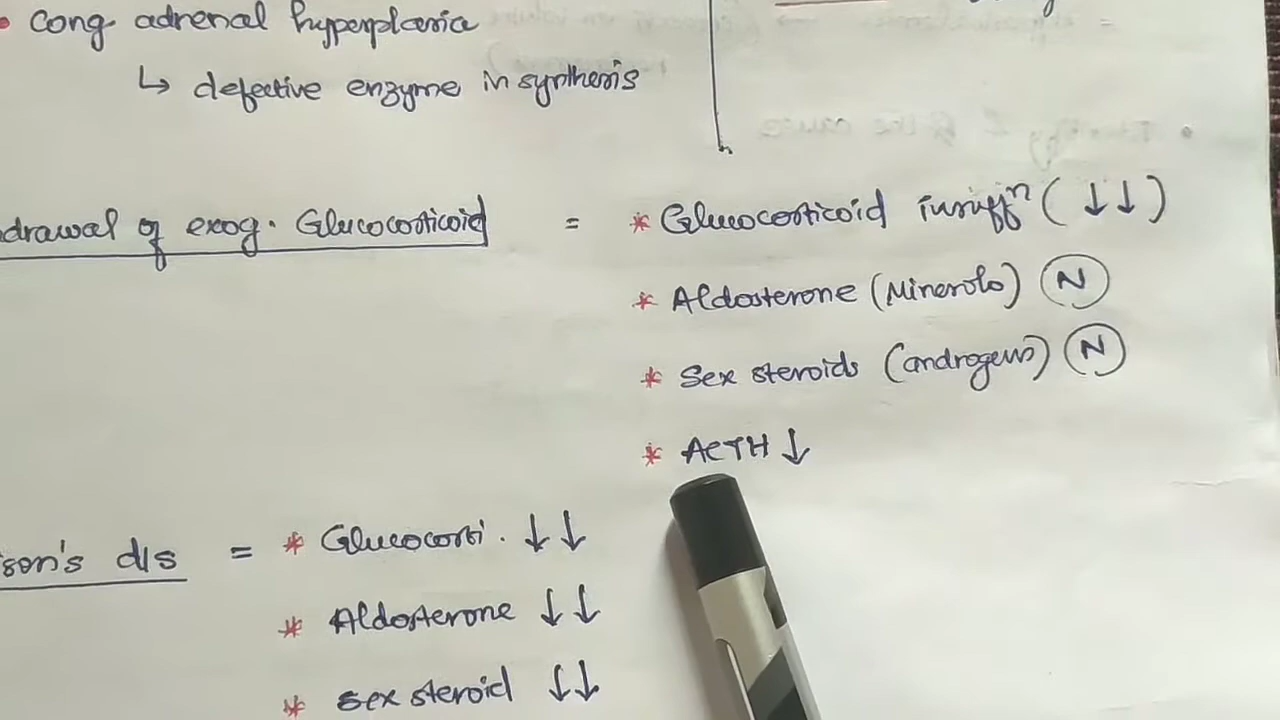 • Cong. adrenal hyperplasia
↳ defective enzyme in synthesis
drawal of exog. Glucocorticoid = * Glucocorticoid insuffⁿ (↓↓)
* Aldosterone (Minerolo) (N)
* Sex steroids (androgens) (N)
* ACTH ↓
son's d/s = * Glucocorti. ↓↓
* Aldosterone ↓↓
* sex steroid ↓↓